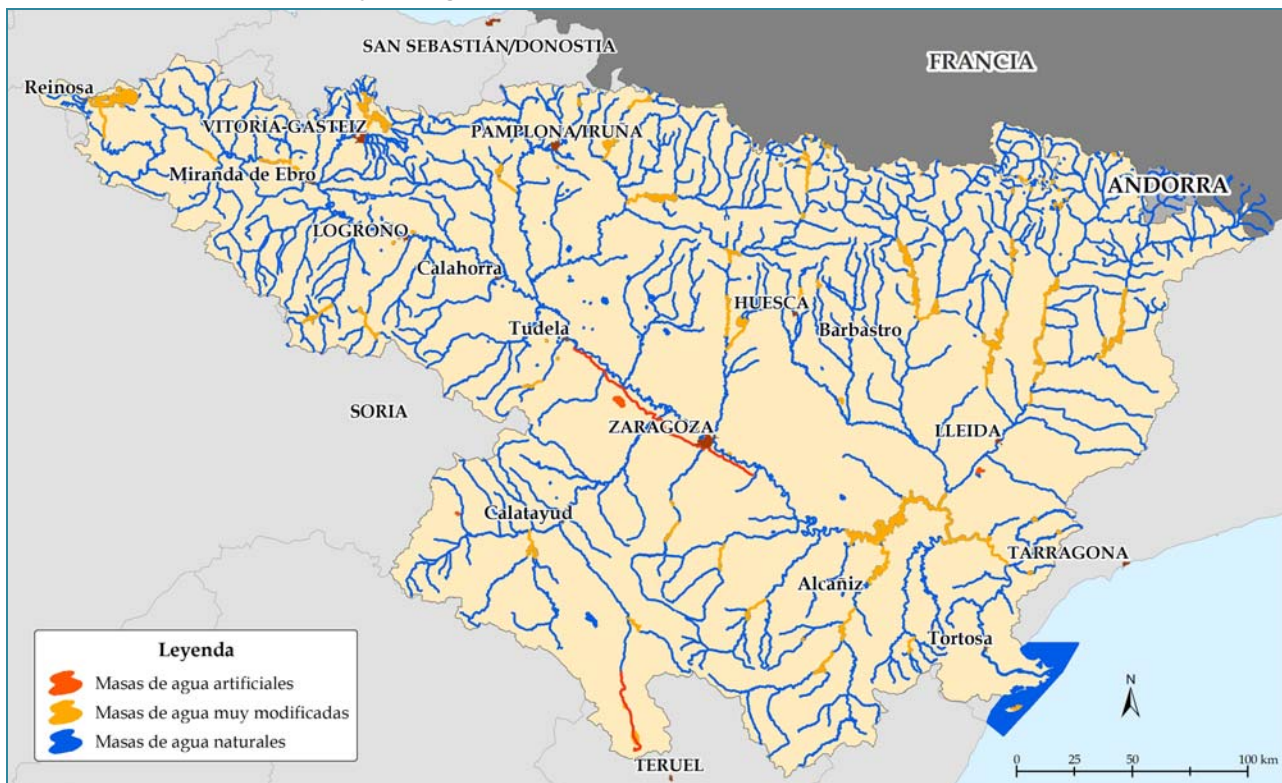 SAN SEBASTIÁN/DONOSTIA
FRANCIA
Reinosa
VITORIA-GASTEIZ
PAMPLONA/IRUÑA
Miranda de Ebro
ANDORRA
LOGROÑO
Calahorra
HUESCA
Tudela
Barbastro
SORIA
ZARAGOZA
LLEIDA
Calatayud
TARRAGONA
Alcañiz
Tortosa
TERUEL
Leyenda
Masas de agua artificiales
Masas de agua muy modificadas
Masas de agua naturales
N
0 25 50 100 km